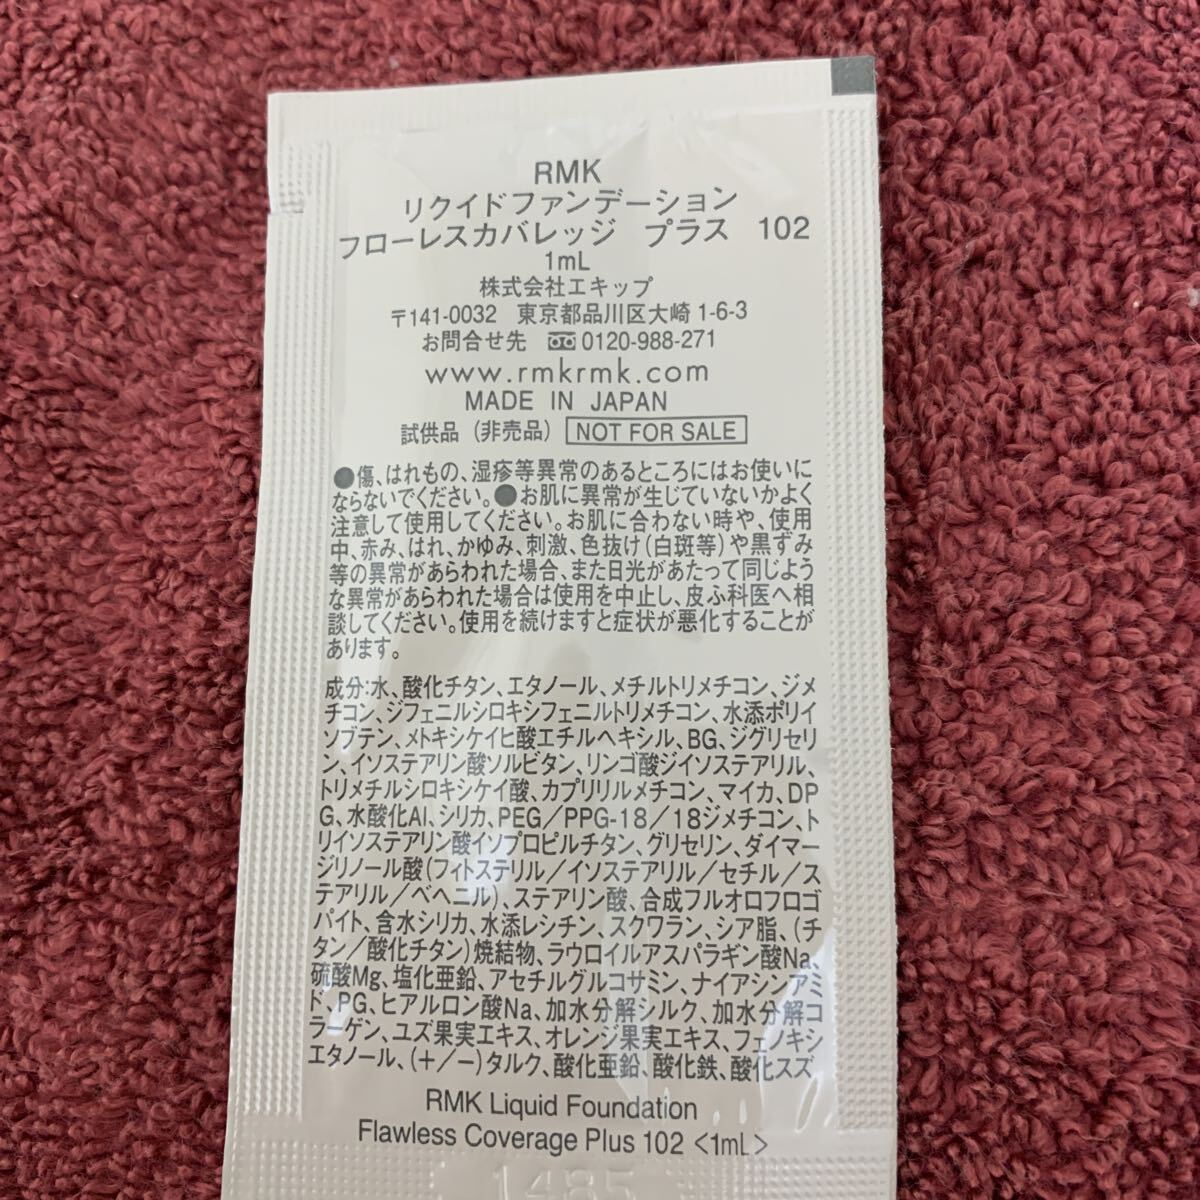 RMK
リクイドファンデーション
フローレスカバレッジ プラス 102
1mL
株式会社エキップ
〒141-0032 東京都品川区大崎 1-6-3
お問合せ先 0120-988-271
www.rmkrmk.com
MADE IN JAPAN
試供品（非売品） NOT FOR SALE
●傷、はれもの、湿疹等異常のあるところにはお使いに
ならないでください。●お肌に異常が生じていないかよく
注意して使用してください。お肌に合わない時や、使用
中、赤み、はれ、かゆみ、刺激、色抜け（白斑等）や黒ずみ
等の異常があらわれた場合、また日光があたって同じよう
な異常があらわれた場合は使用を中止し、皮ふ科医へ相
談してください。使用を続けますと症状が悪化することが
あります。
成分：水、酸化チタン、エタノール、メチルトリメチコン、ジメ
チコン、ジフェニルシロキシフェニルトリメチコン、水添ポリイ
ソブテン、メトキシケイヒ酸エチルヘキシル、BG、ジグリセリ
ン、イソステアリン酸ソルビタン、リンゴ酸ジイソステアリル、
トリメチルシロキシケイ酸、カプリリルメチコン、マイカ、DP
G、水酸化Al、シリカ、PEG／PPG-18／18ジメチコン、ト
リイソステアリン酸イソプロピルチタン、グリセリン、ダイマー
ジリノール酸（フィトステリル／イソステアリル／セチル／ス
テアリル／ベヘニル）、ステアリン酸、合成フルオロフロゴ
パイト、含水シリカ、水添レシチン、スクワラン、シア脂、（チ
タン／酸化チタン）焼結物、ラウロイルアスパラギン酸Na、
硫酸Mg、塩化亜鉛、アセチルグルコサミン、ナイアシンアミ
ド、PG、ヒアルロン酸Na、加水分解シルク、加水分解コ
ラーゲン、ユズ果実エキス、オレンジ果実エキス、フェノキシ
エタノール、（＋／－）タルク、酸化亜鉛、酸化鉄、酸化スズ
RMK Liquid Foundation
Flawless Coverage Plus 102 <1mL>
1485